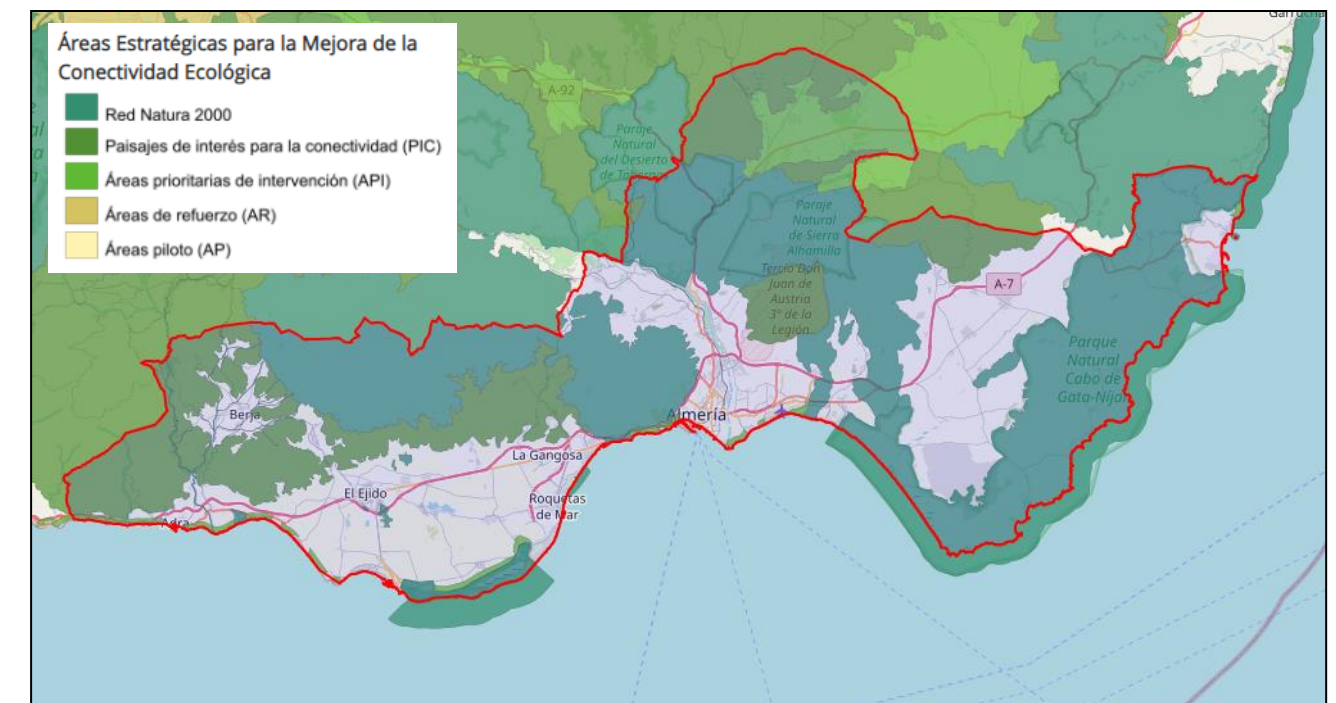 Áreas Estratégicas para la Mejora de la
Conectividad Ecológica
Red Natura 2000
Paisajes de interés para la conectividad (PIC)
Áreas prioritarias de intervención (API)
Áreas de refuerzo (AR)
Áreas piloto (AP)
A-92
Paraje
Natural
del Desierto
de Tabernas
Paraje
Natural
de Sierra
Alhamilla
Tercio Don
Juan de
Austria
3º de la
Legión
A-7
Parque
Natural
Cabo de
Gata-Níjar
Berja
Almería
La Gangosa
El Ejido
Roquetas
de Mar
Adra